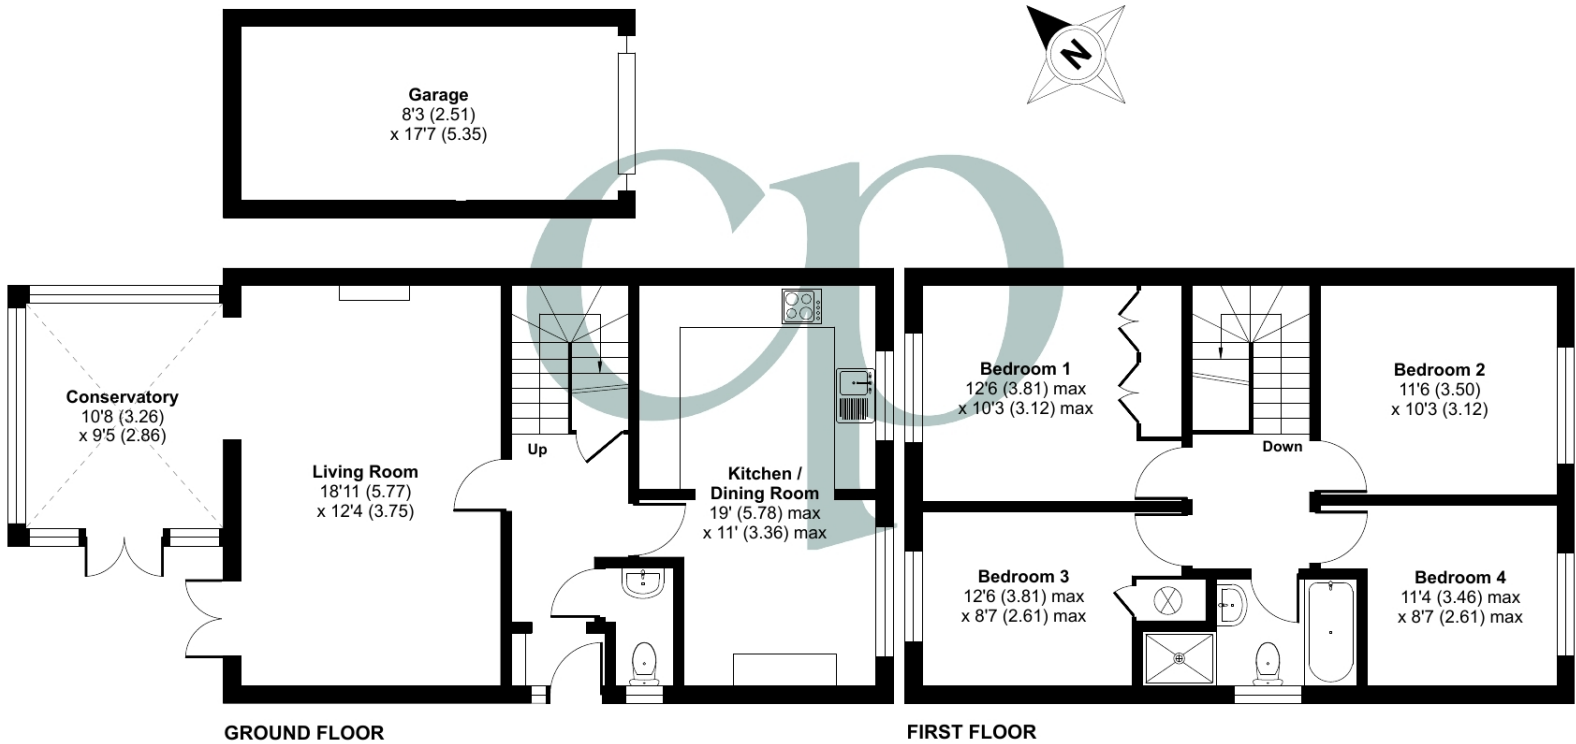 N
Garage
8'3 (2.51)
x 17'7 (5.35)
cp
Conservatory
10'8 (3.26)
x 9'5 (2.86)
Living Room
18'11 (5.77)
x 12'4 (3.75)
Up
Kitchen /
Dining Room
19' (5.78) max
x 11' (3.36) max
Bedroom 1
12'6 (3.81) max
x 10'3 (3.12) max
Bedroom 2
11'6 (3.50)
x 10'3 (3.12)
Down
Bedroom 3
12'6 (3.81) max
x 8'7 (2.61) max
Bedroom 4
11'4 (3.46) max
x 8'7 (2.61) max
GROUND FLOOR
FIRST FLOOR